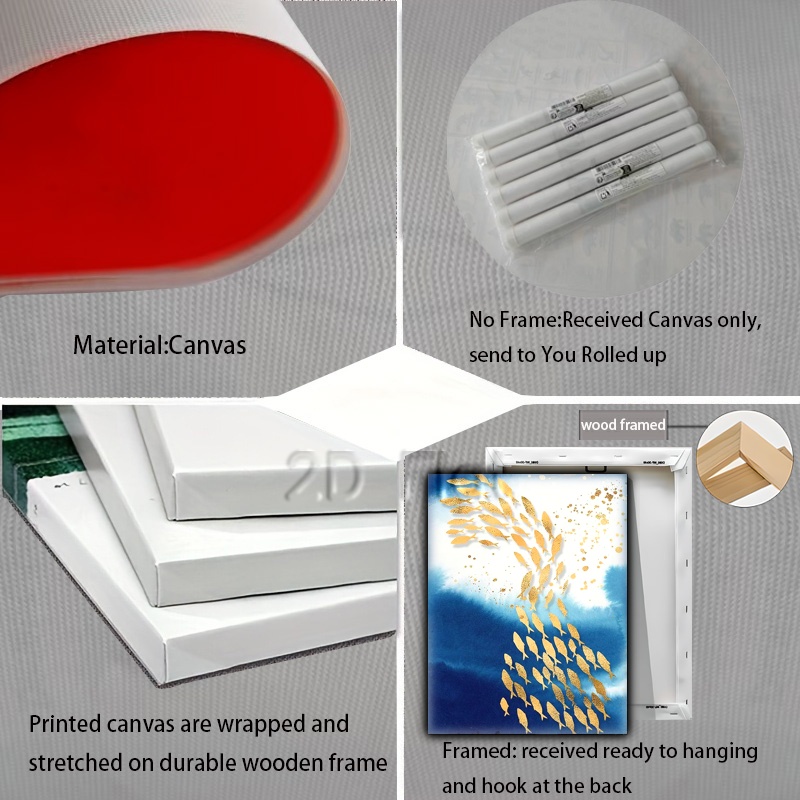 Material:Canvas
No Frame:Received Canvas only,
send to You Rolled up
wood framed
2D
Printed canvas are wrapped and
stretched on durable wooden frame
Framed: received ready to hanging
and hook at the back